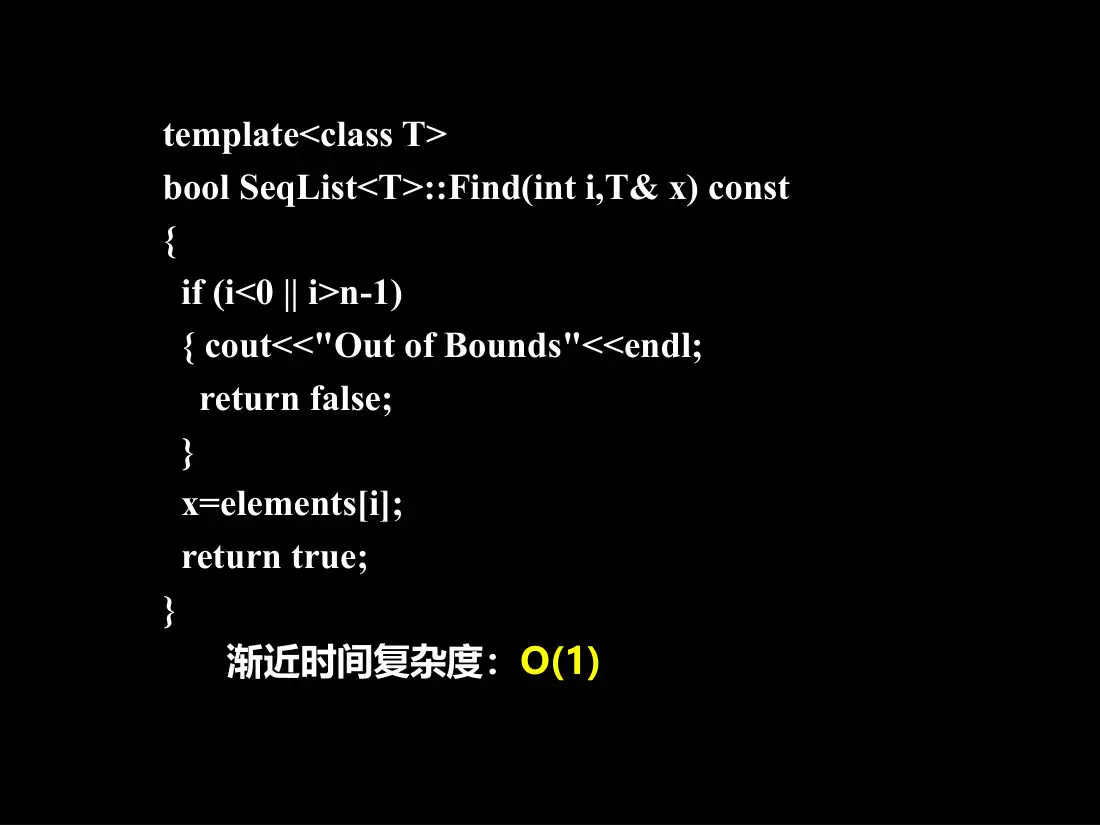 template<class T>
bool SeqList<T>::Find(int i,T& x) const
{
if (i<0 || i>n-1)
{ cout<<"Out of Bounds"<<endl;
return false;
}
x=elements[i];
return true;
}
渐近时间复杂度：O(1)